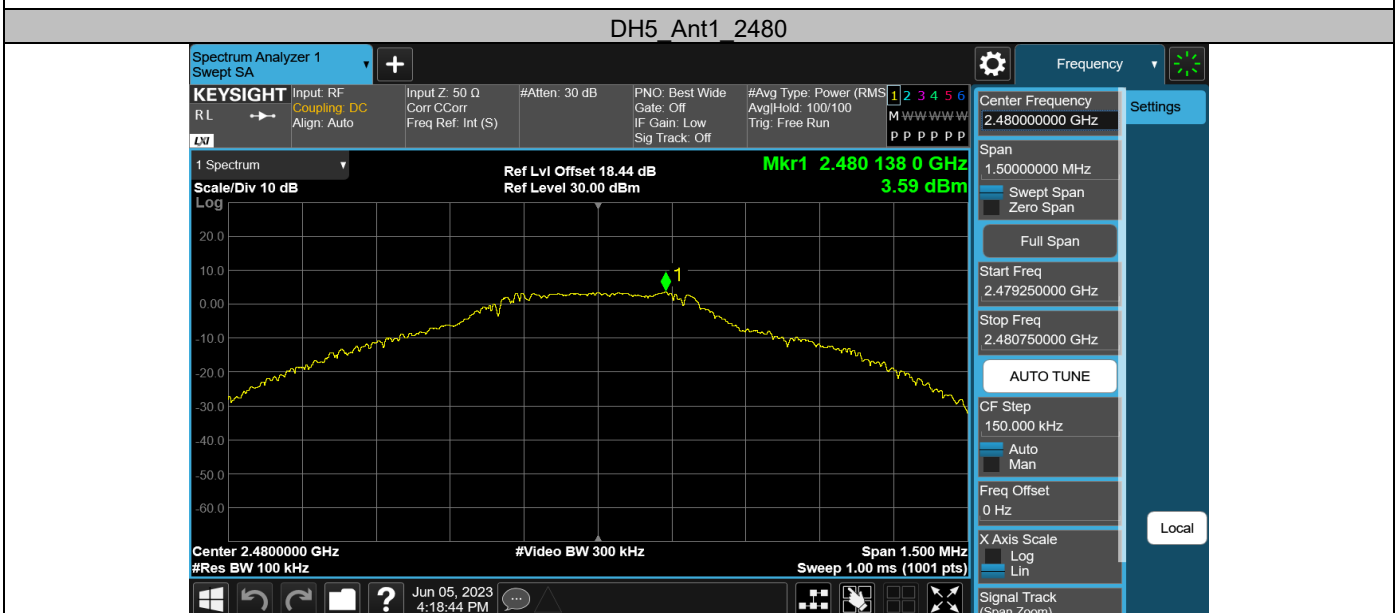 DH5_Ant1_2480
Spectrum Analyzer 1
Swept SA
+
Frequency
KEYSIGHT
RL
LXI
Input: RF
Coupling: DC
Align: Auto
Input Z: 50 Ω
Corr CCorr
Freq Ref: Int (S)
#Atten: 30 dB
PNO: Best Wide
Gate: Off
IF Gain: Low
Sig Track: Off
#Avg Type: Power (RMS
Avg|Hold: 100/100
Trig: Free Run
1 2 3 4 5 6
M W W W W W
P P P P P P
Center Frequency
2.480000000 GHz
Settings
1 Spectrum
Ref Lvl Offset 18.44 dB
Mkr1 2.480 138 0 GHz
Scale/Div 10 dB
Ref Level 30.00 dBm
3.59 dBm
Log
20.0
10.0
0.00
-10.0
-20.0
-30.0
-40.0
-50.0
-60.0
1
Center 2.4800000 GHz
#Video BW 300 kHz
Span 1.500 MHz
#Res BW 100 kHz
Sweep 1.00 ms (1001 pts)
Span
1.50000000 MHz
Swept Span
Zero Span
Full Span
Start Freq
2.479250000 GHz
Stop Freq
2.480750000 GHz
AUTO TUNE
CF Step
150.000 kHz
Auto
Man
Freq Offset
0 Hz
Local
X Axis Scale
Log
Lin
Signal Track
(Span Zoom)
?
Jun 05, 2023
4:18:44 PM